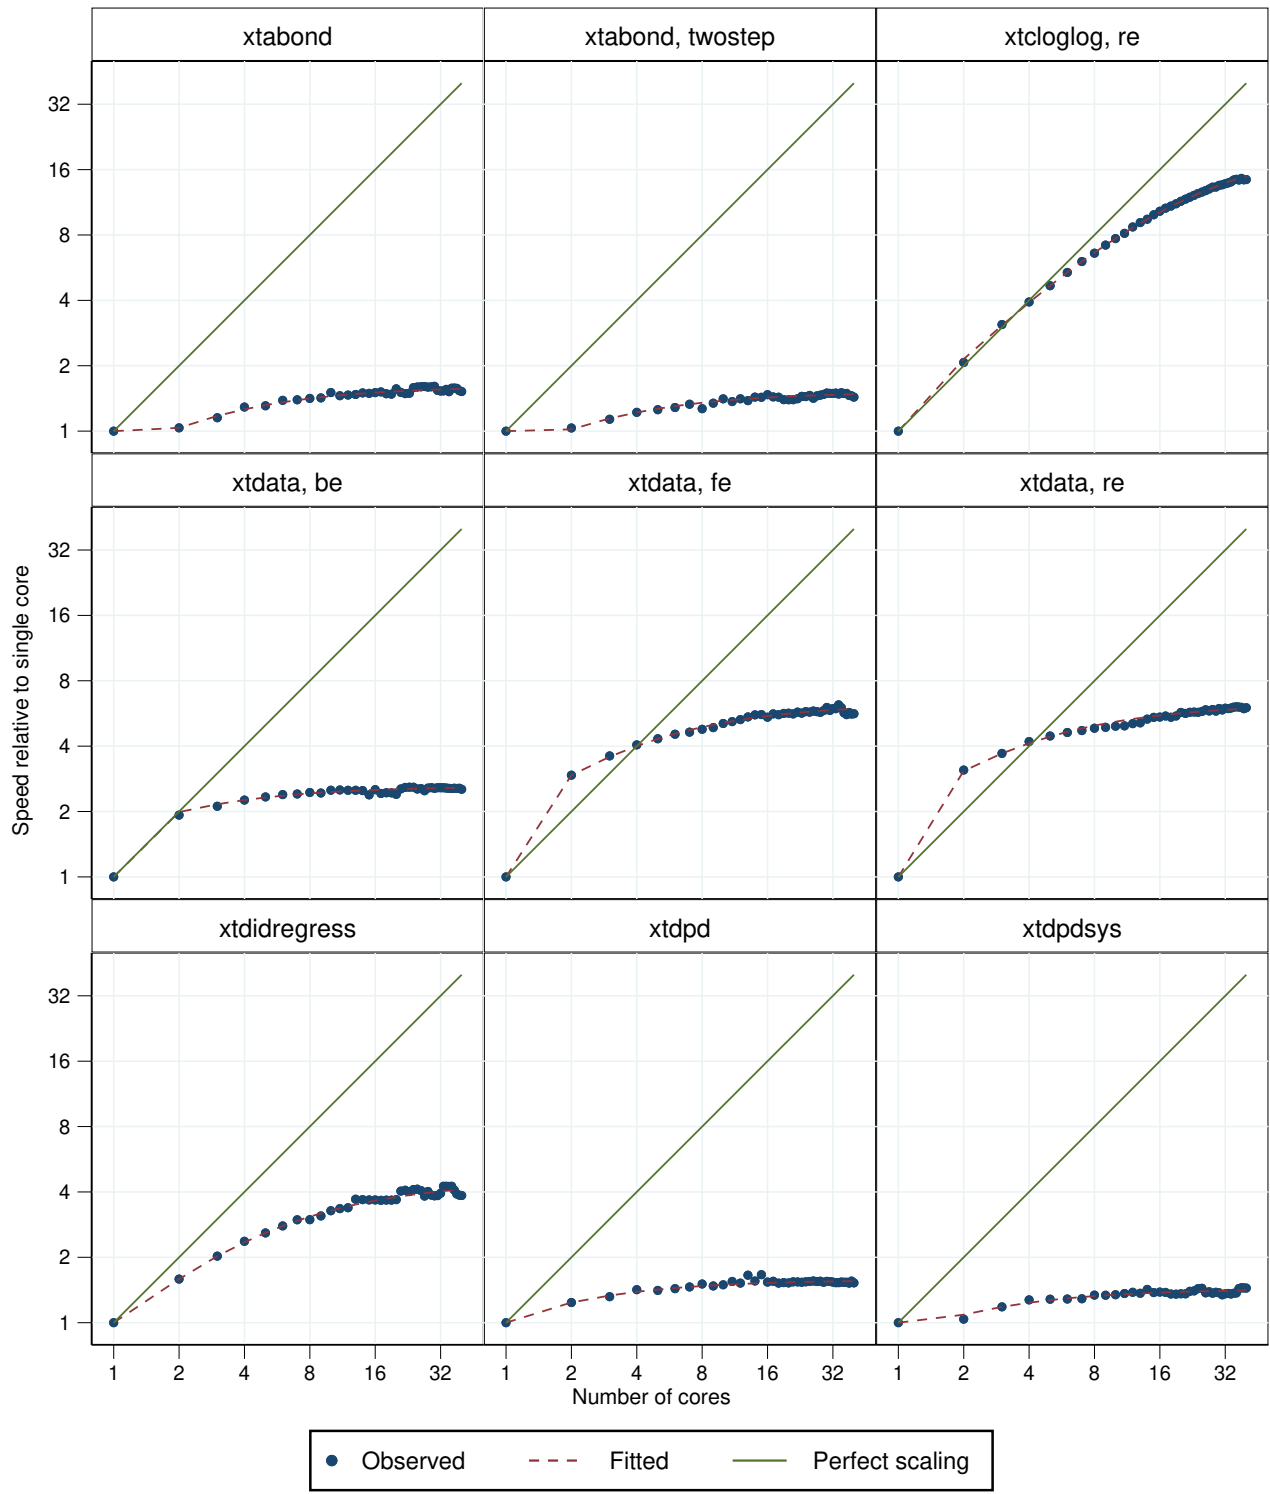 xtabond
xtabond, twostep
xtcloglog, re
32
16
8
4
2
1
xtdata, be
xtdata, fe
xtdata, re
32
16
8
4
2
1
xtdidregress
xtdpd
xtdpdsys
32
16
8
4
2
1
Speed relative to single core
1 2 4 8 16 32
1 2 4 8 16 32
1 2 4 8 16 32
Number of cores
Observed Fitted Perfect scaling